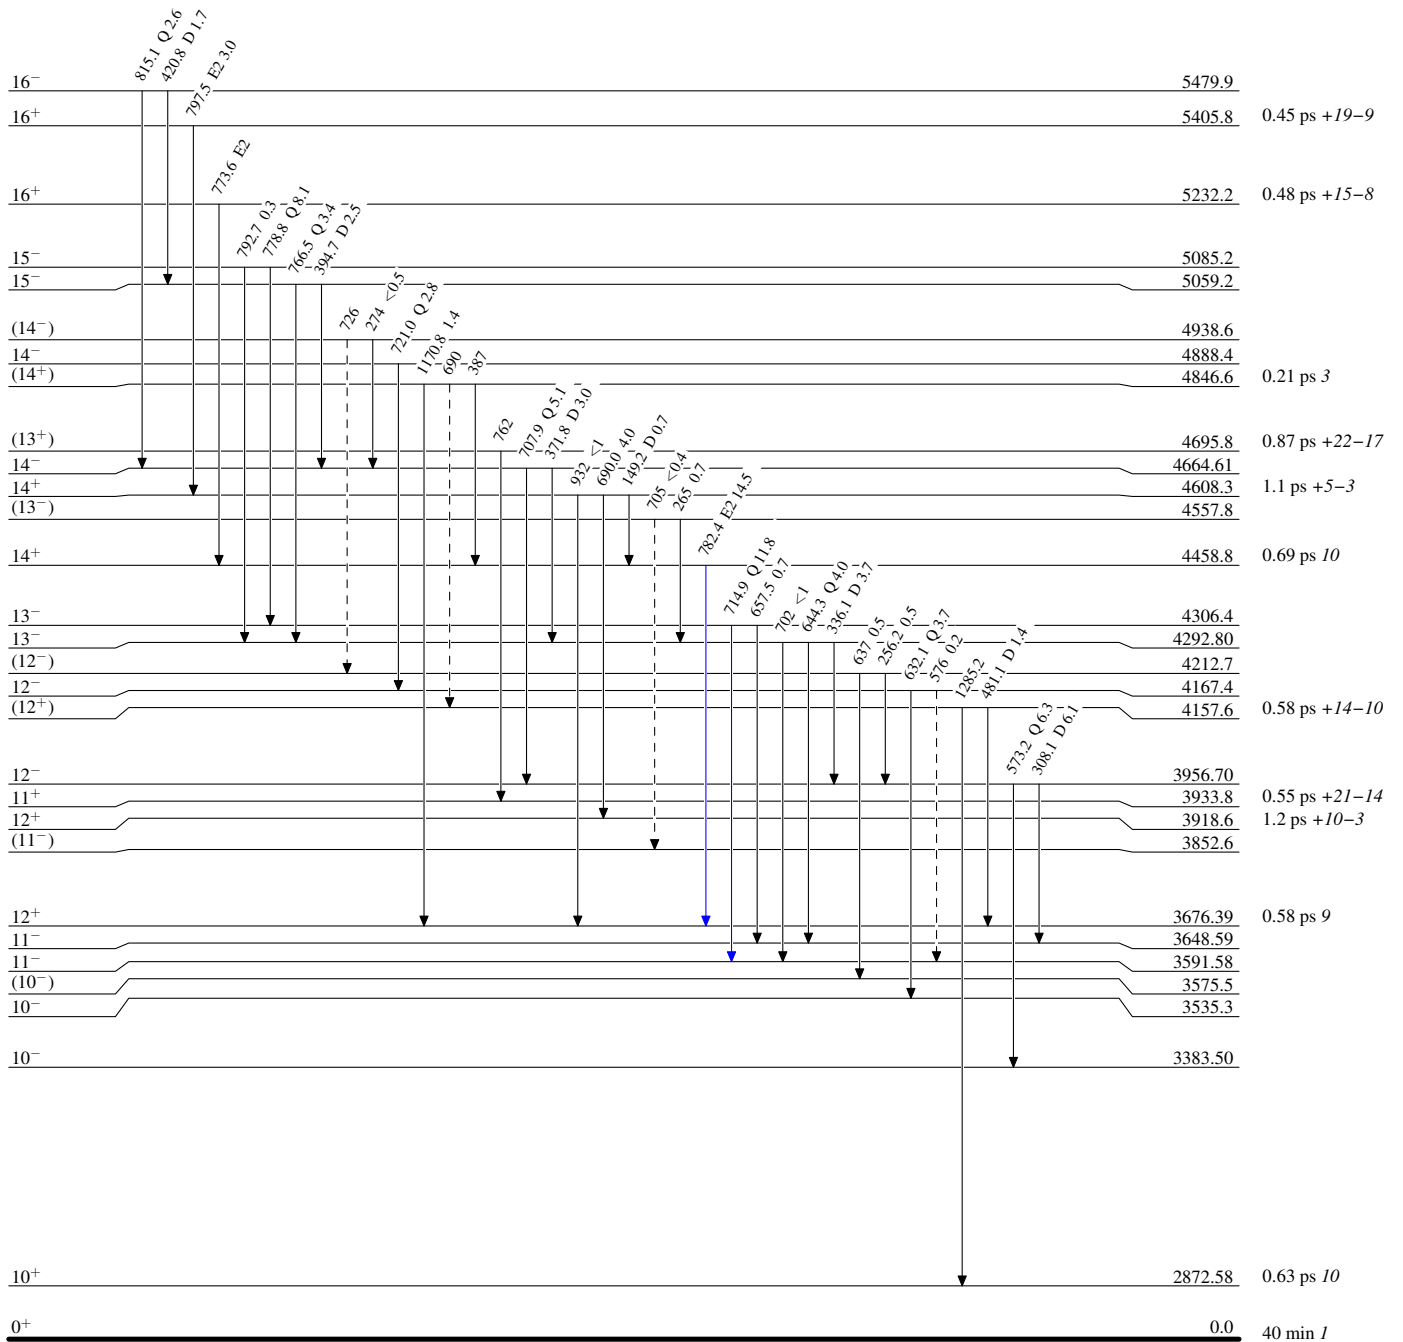 815.1 Q 2.6
420.8 D 1.7
16⁻ 5479.9
797.5 E2 3.0
16⁺ 5405.8 0.45 ps +19−9
773.6 E2
16⁺ 5232.2 0.48 ps +15−8
792.7 0.3
778.8 Q 8.1
15⁻ 5085.2
766.5 Q 3.4
394.7 D 2.5
15⁻ 5059.2
726
274 <0.5
(14⁻) 4938.6
721.0 Q 2.8
14⁻ 4888.4
1170.8 1.4
690
387
(14⁺) 4846.6 0.21 ps 3
762
(13⁺) 4695.8 0.87 ps +22−17
707.9 Q 5.1
371.8 D 3.0
14⁻ 4664.61
932 <1
690.0 4.0
149.2 D 0.7
14⁺ 4608.3 1.1 ps +5−3
705 <0.4
265 0.7
(13⁻) 4557.8
782.4 E2 14.5
14⁺ 4458.8 0.69 ps 10
714.9 Q 11.8
657.5 0.7
13⁻ 4306.4
702 <1
644.3 Q 4.0
336.1 D 3.7
13⁻ 4292.80
637 0.5
256.2 0.5
(12⁻) 4212.7
632.1 Q 3.7
576 0.2
12⁻ 4167.4
1285.2
481.1 D 1.4
(12⁺) 4157.6 0.58 ps +14−10
573.2 Q 6.3
308.1 D 6.1
12⁻ 3956.70
11⁺ 3933.8 0.55 ps +21−14
12⁺ 3918.6 1.2 ps +10−3
(11⁻) 3852.6
12⁺ 3676.39 0.58 ps 9
11⁻ 3648.59
11⁻ 3591.58
(10⁻) 3575.5
10⁻ 3535.3
10⁻ 3383.50
10⁺ 2872.58 0.63 ps 10
0⁺ 0.0 40 min 1